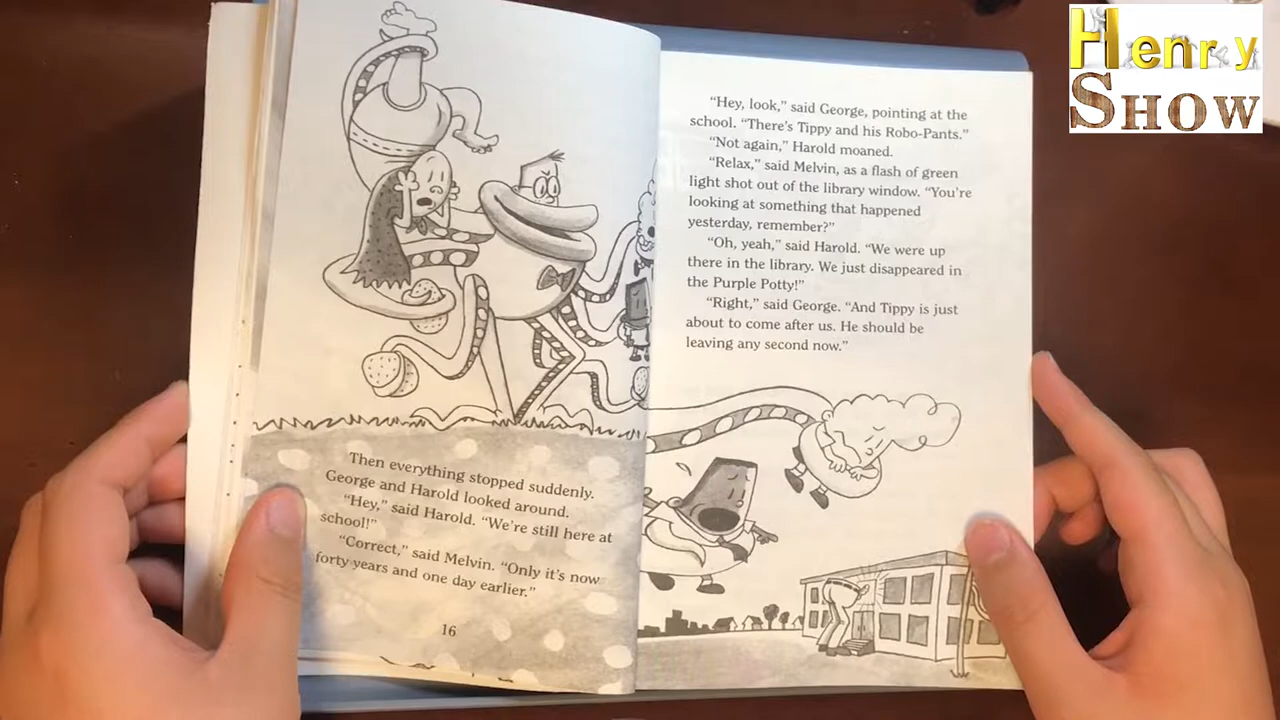 Henry
SHOW
Then everything stopped suddenly.
George and Harold looked around.
"Hey," said Harold. "We're still here at
school!"
"Correct," said Melvin. "Only it's now
forty years and one day earlier."
16
"Hey, look," said George, pointing at the
school. "There's Tippy and his Robo-Pants."
"Not again," Harold moaned.
"Relax," said Melvin, as a flash of green
light shot out of the library window. "You're
looking at something that happened
yesterday, remember?"
"Oh, yeah," said Harold. "We were up
there in the library. We just disappeared in
the Purple Potty!"
"Right," said George. "And Tippy is just
about to come after us. He should be
leaving any second now."